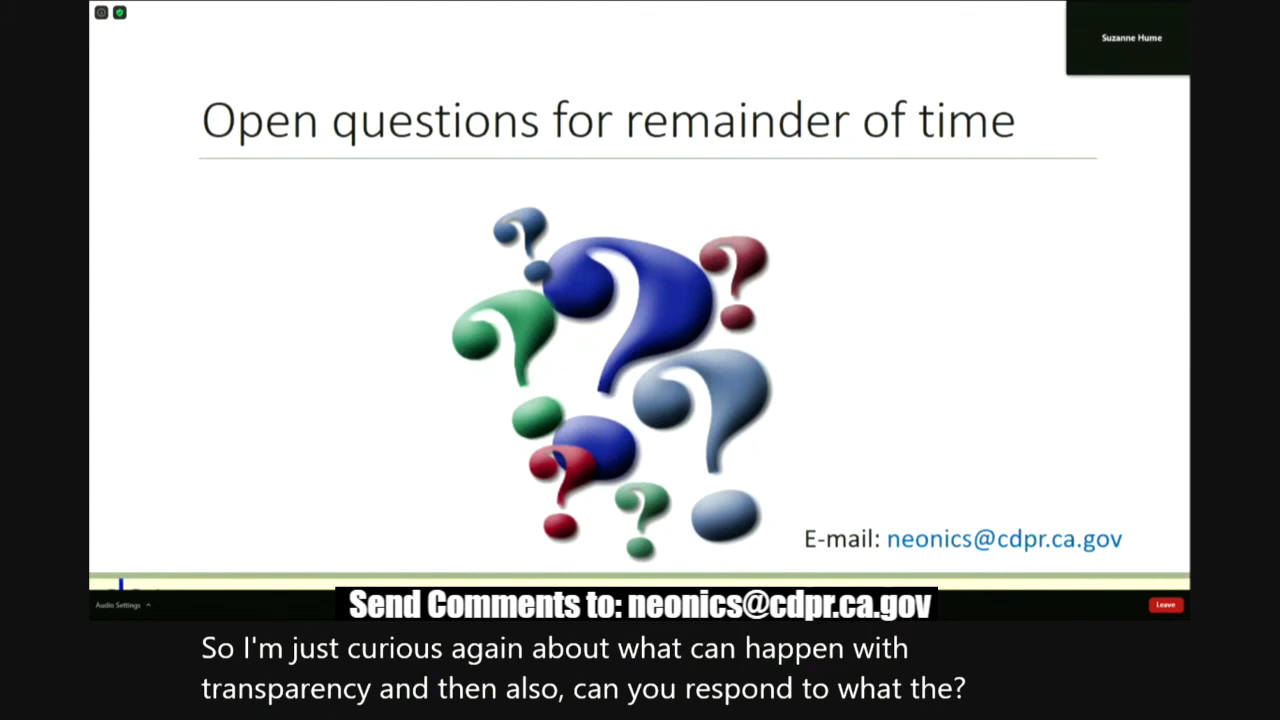 Suzanne Hume
Open questions for remainder of time
E-mail: neonics@cdpr.ca.gov
Audio Settings
Leave
Send Comments to: neonics@cdpr.ca.gov
So I'm just curious again about what can happen with
transparency and then also, can you respond to what the?